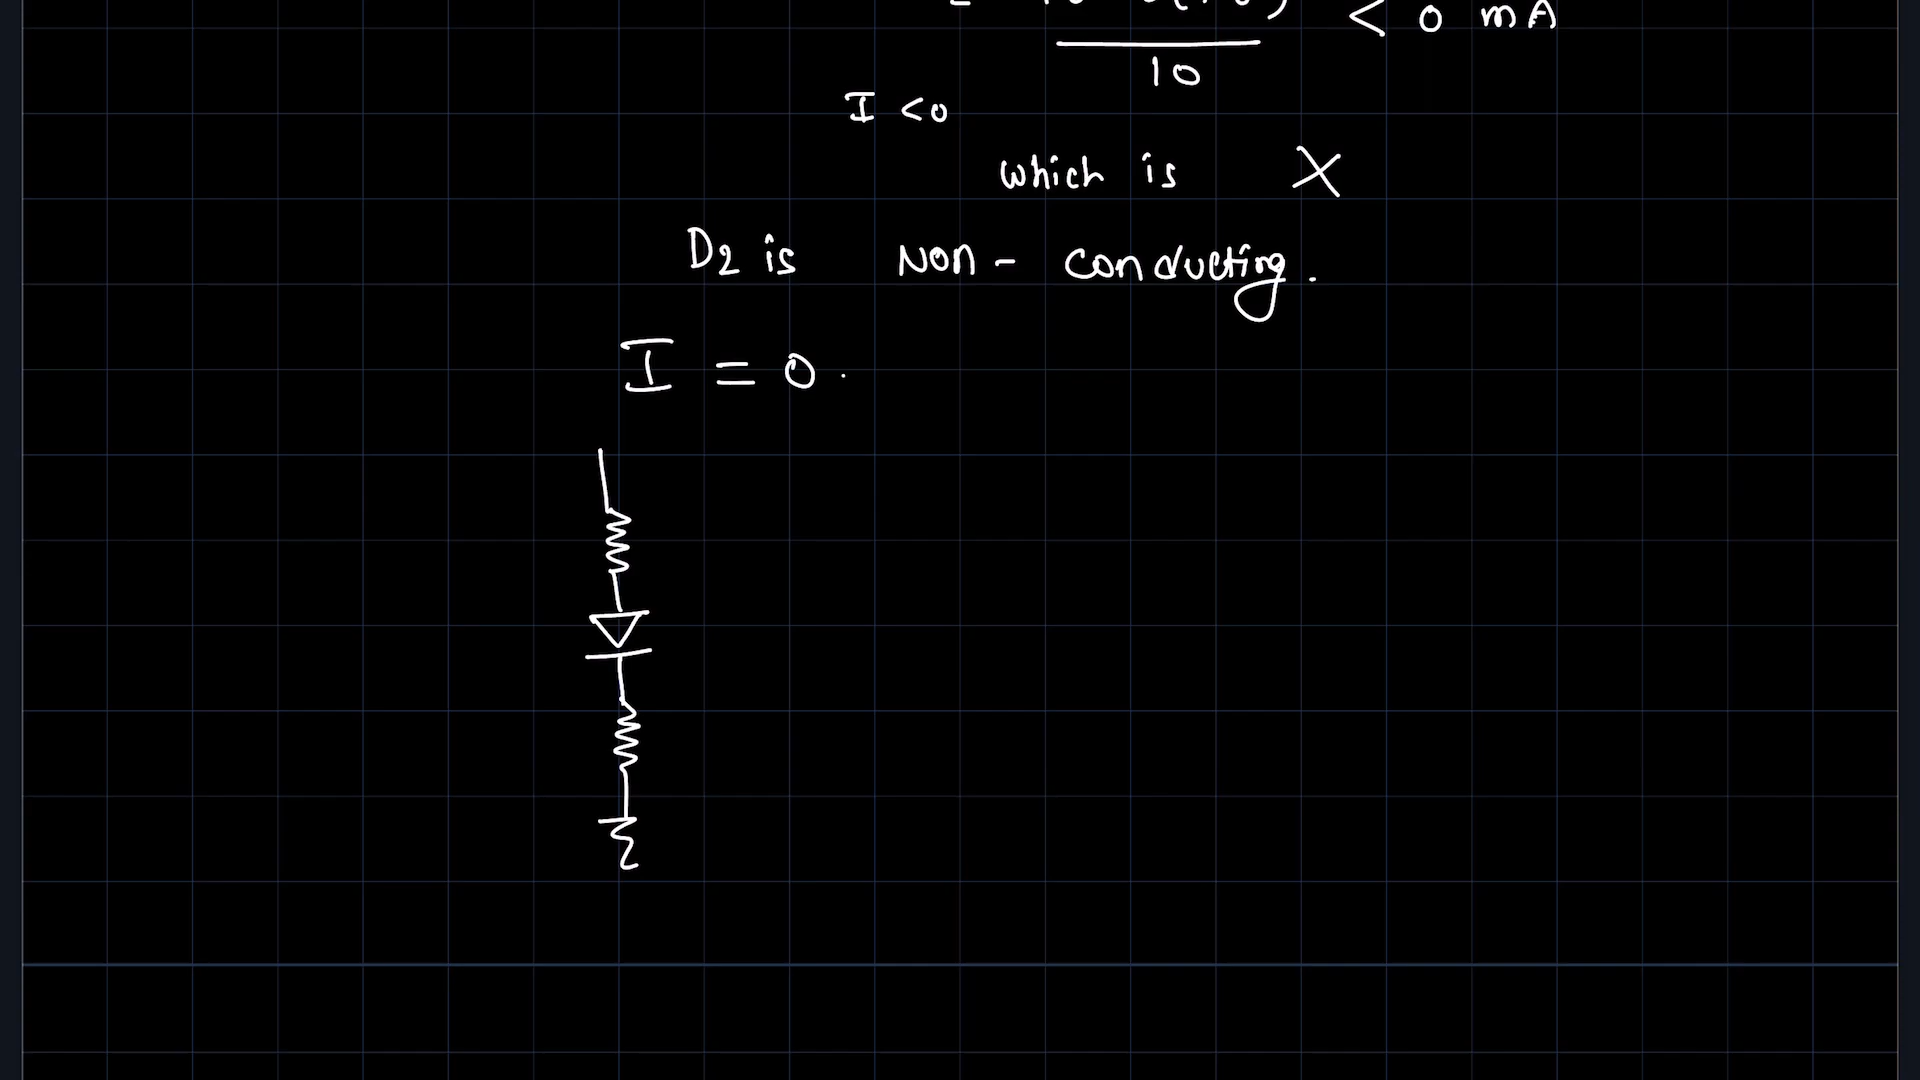 < 0 mA
10
I < 0
which is X
D2 is Non - conducting.
I = 0.